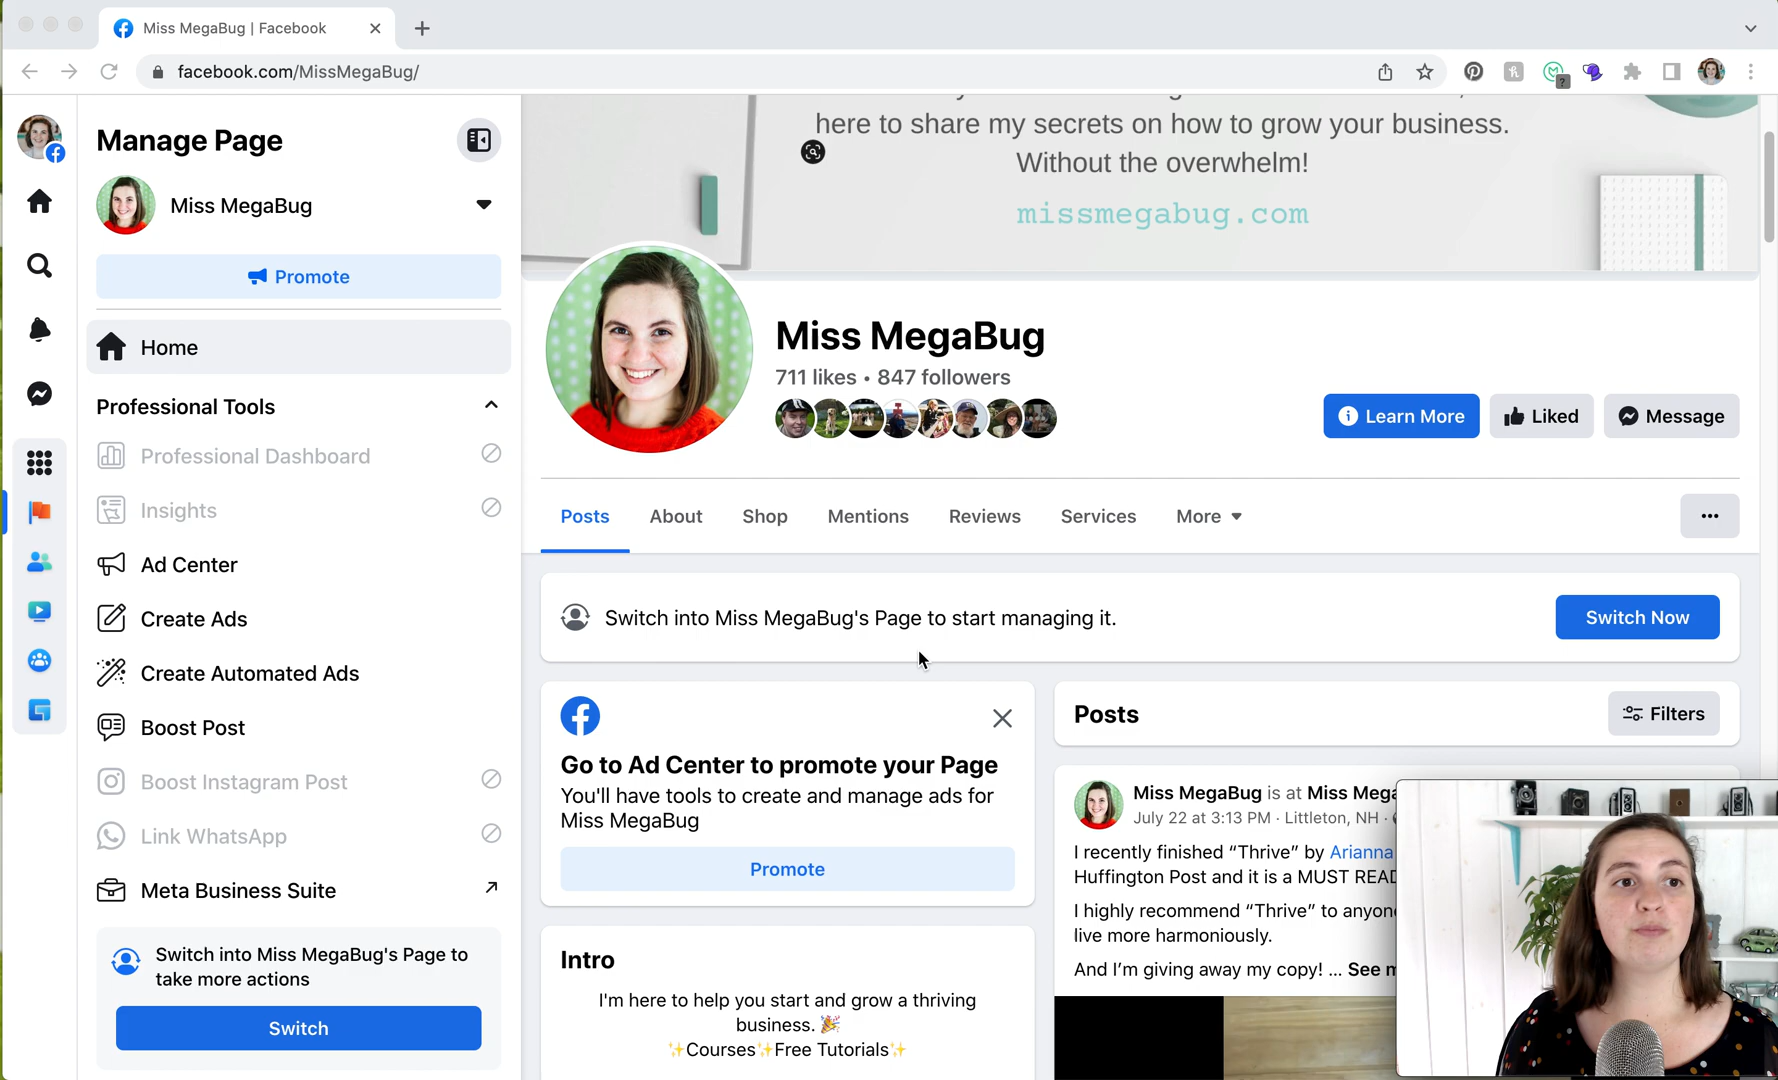 Miss MegaBug | Facebook
facebook.com/MissMegaBug/
Manage Page
Miss MegaBug
Promote
Home
Professional Tools
Professional Dashboard
Insights
Ad Center
Create Ads
Create Automated Ads
Boost Post
Boost Instagram Post
Link WhatsApp
Meta Business Suite
Switch into Miss MegaBug's Page to
take more actions
Switch
here to share my secrets on how to grow your business.
Without the overwhelm!
missmegabug.com
Miss MegaBug
711 likes • 847 followers
Learn More
Liked
Message
Posts
About
Shop
Mentions
Reviews
Services
More
Switch into Miss MegaBug's Page to start managing it.
Switch Now
Go to Ad Center to promote your Page
You'll have tools to create and manage ads for
Miss MegaBug
Promote
Intro
I'm here to help you start and grow a thriving
business. 🎉
✨Courses✨Free Tutorials✨
Posts
Filters
Miss MegaBug is at Miss Mega
July 22 at 3:13 PM · Littleton, NH ·
I recently finished “Thrive” by Arianna
Huffington Post and it is a MUST READ
I highly recommend “Thrive” to anyon
live more harmoniously.
And I’m giving away my copy! ... See